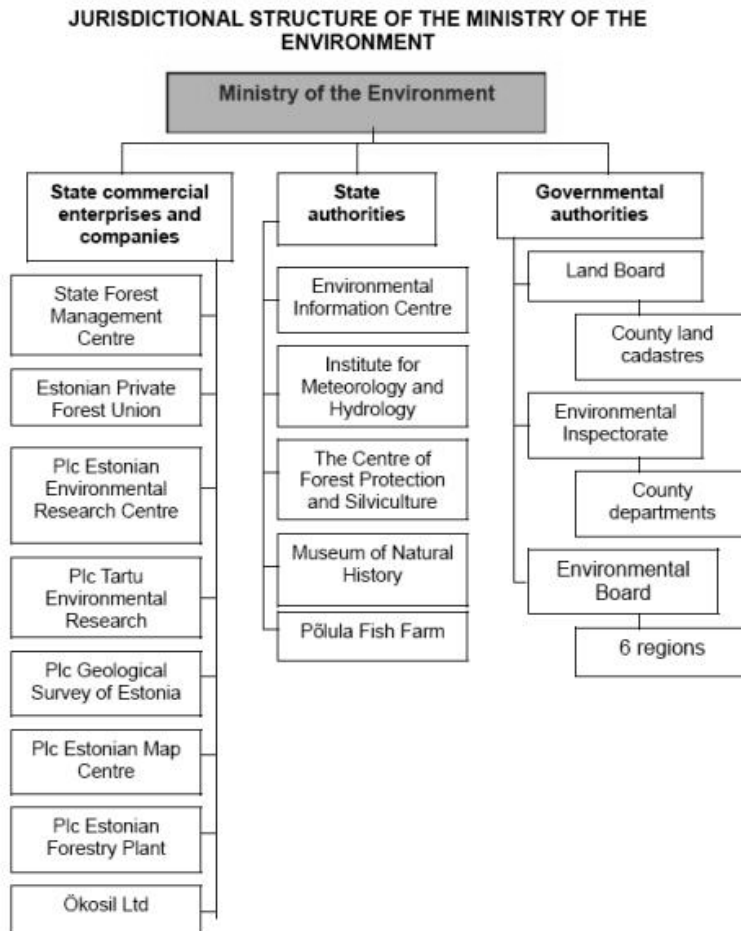 JURISDICTIONAL STRUCTURE OF THE MINISTRY OF THE
ENVIRONMENT
Ministry of the Environment
State commercial
enterprises and
companies
State Forest
Management
Centre
Estonian Private
Forest Union
Plc Estonian
Environmental
Research Centre
Plc Tartu
Environmental
Research
Plc Geological
Survey of Estonia
Plc Estonian Map
Centre
Plc Estonian
Forestry Plant
Ökosil Ltd
State
authorities
Environmental
Information Centre
Institute for
Meteorology and
Hydrology
The Centre of
Forest Protection
and Silviculture
Museum of Natural
History
Põlula Fish Farm
Governmental
authorities
Land Board
County land
cadastres
Environmental
Inspectorate
County
departments
Environmental
Board
6 regions